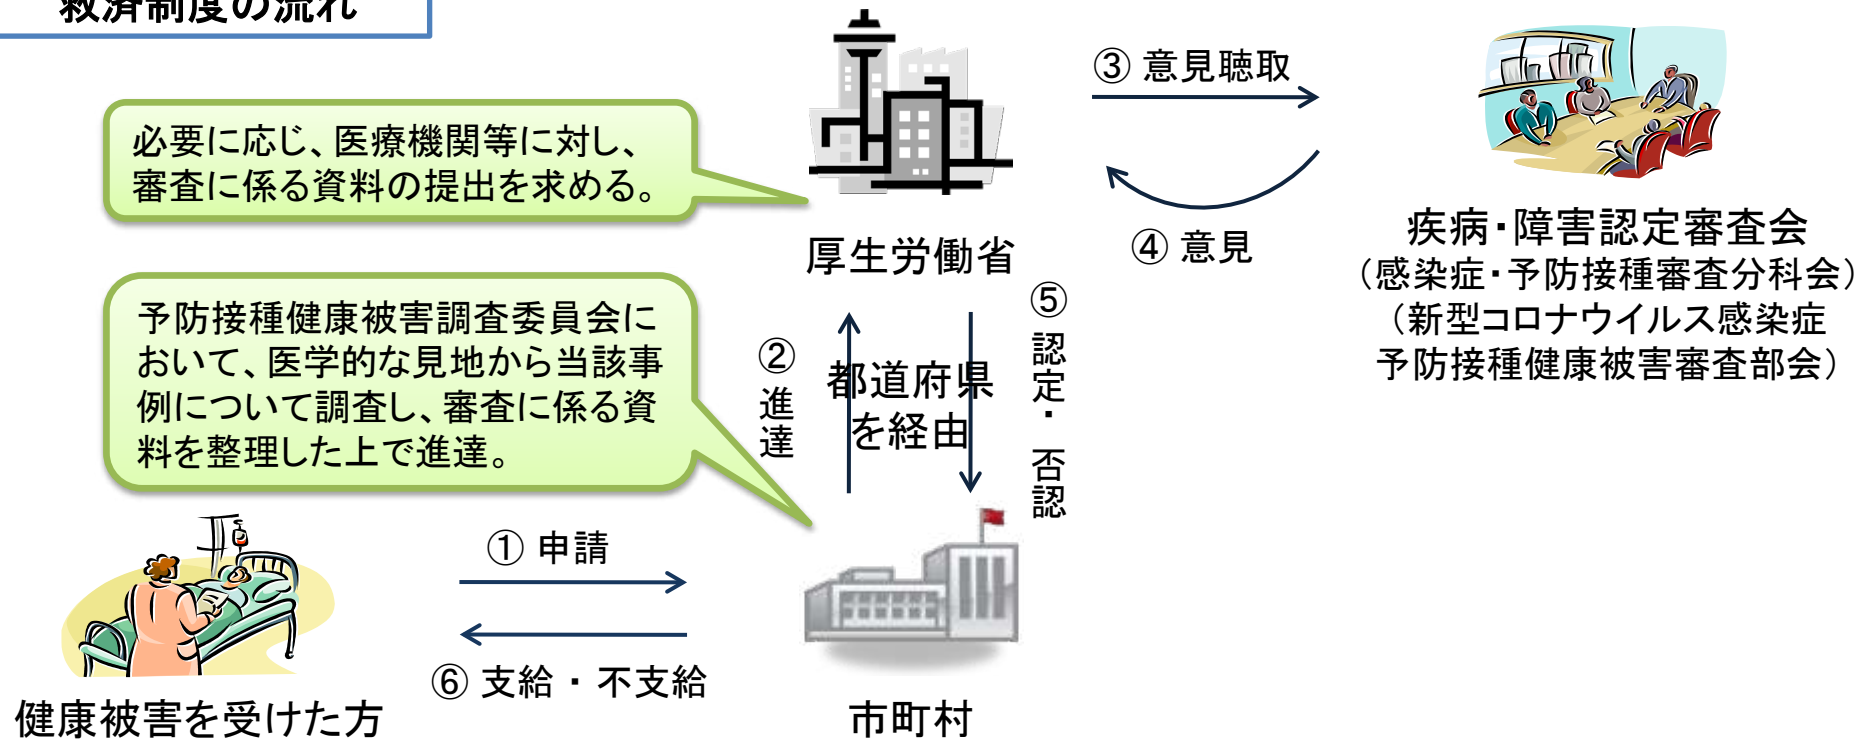 救済制度の流れ
必要に応じ、医療機関等に対し、
審査に係る資料の提出を求める。
厚生労働省
③ 意見聴取
④ 意見
疾病・障害認定審査会
（感染症・予防接種審査分科会）
（新型コロナウイルス感染症
予防接種健康被害審査部会）
予防接種健康被害調査委員会に
おいて、医学的な見地から当該事
例について調査し、審査に係る資
料を整理した上で進達。
② 進達
都道府県
を経由
⑤ 認定・否認
① 申請
⑥ 支給・不支給
健康被害を受けた方
市町村